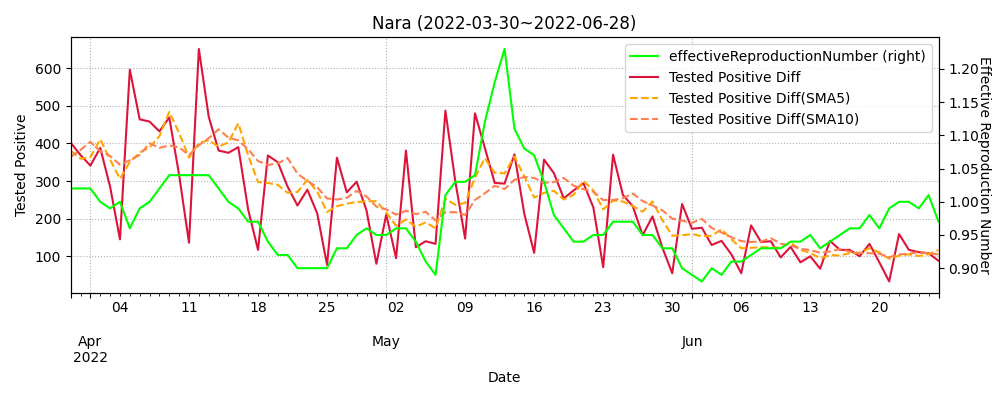 Nara (2022-03-30~2022-06-28)
effectiveReproductionNumber (right)
Tested Positive Diff
Tested Positive Diff(SMA5)
Tested Positive Diff(SMA10)
Tested Positive
600
500
400
300
200
100
1.20
1.15
1.10
1.05
1.00
0.95
0.90
Effective Reproduction Number
04 11 18 25 02 09 16 23 30 06 13 20
Apr May Jun
2022
Date